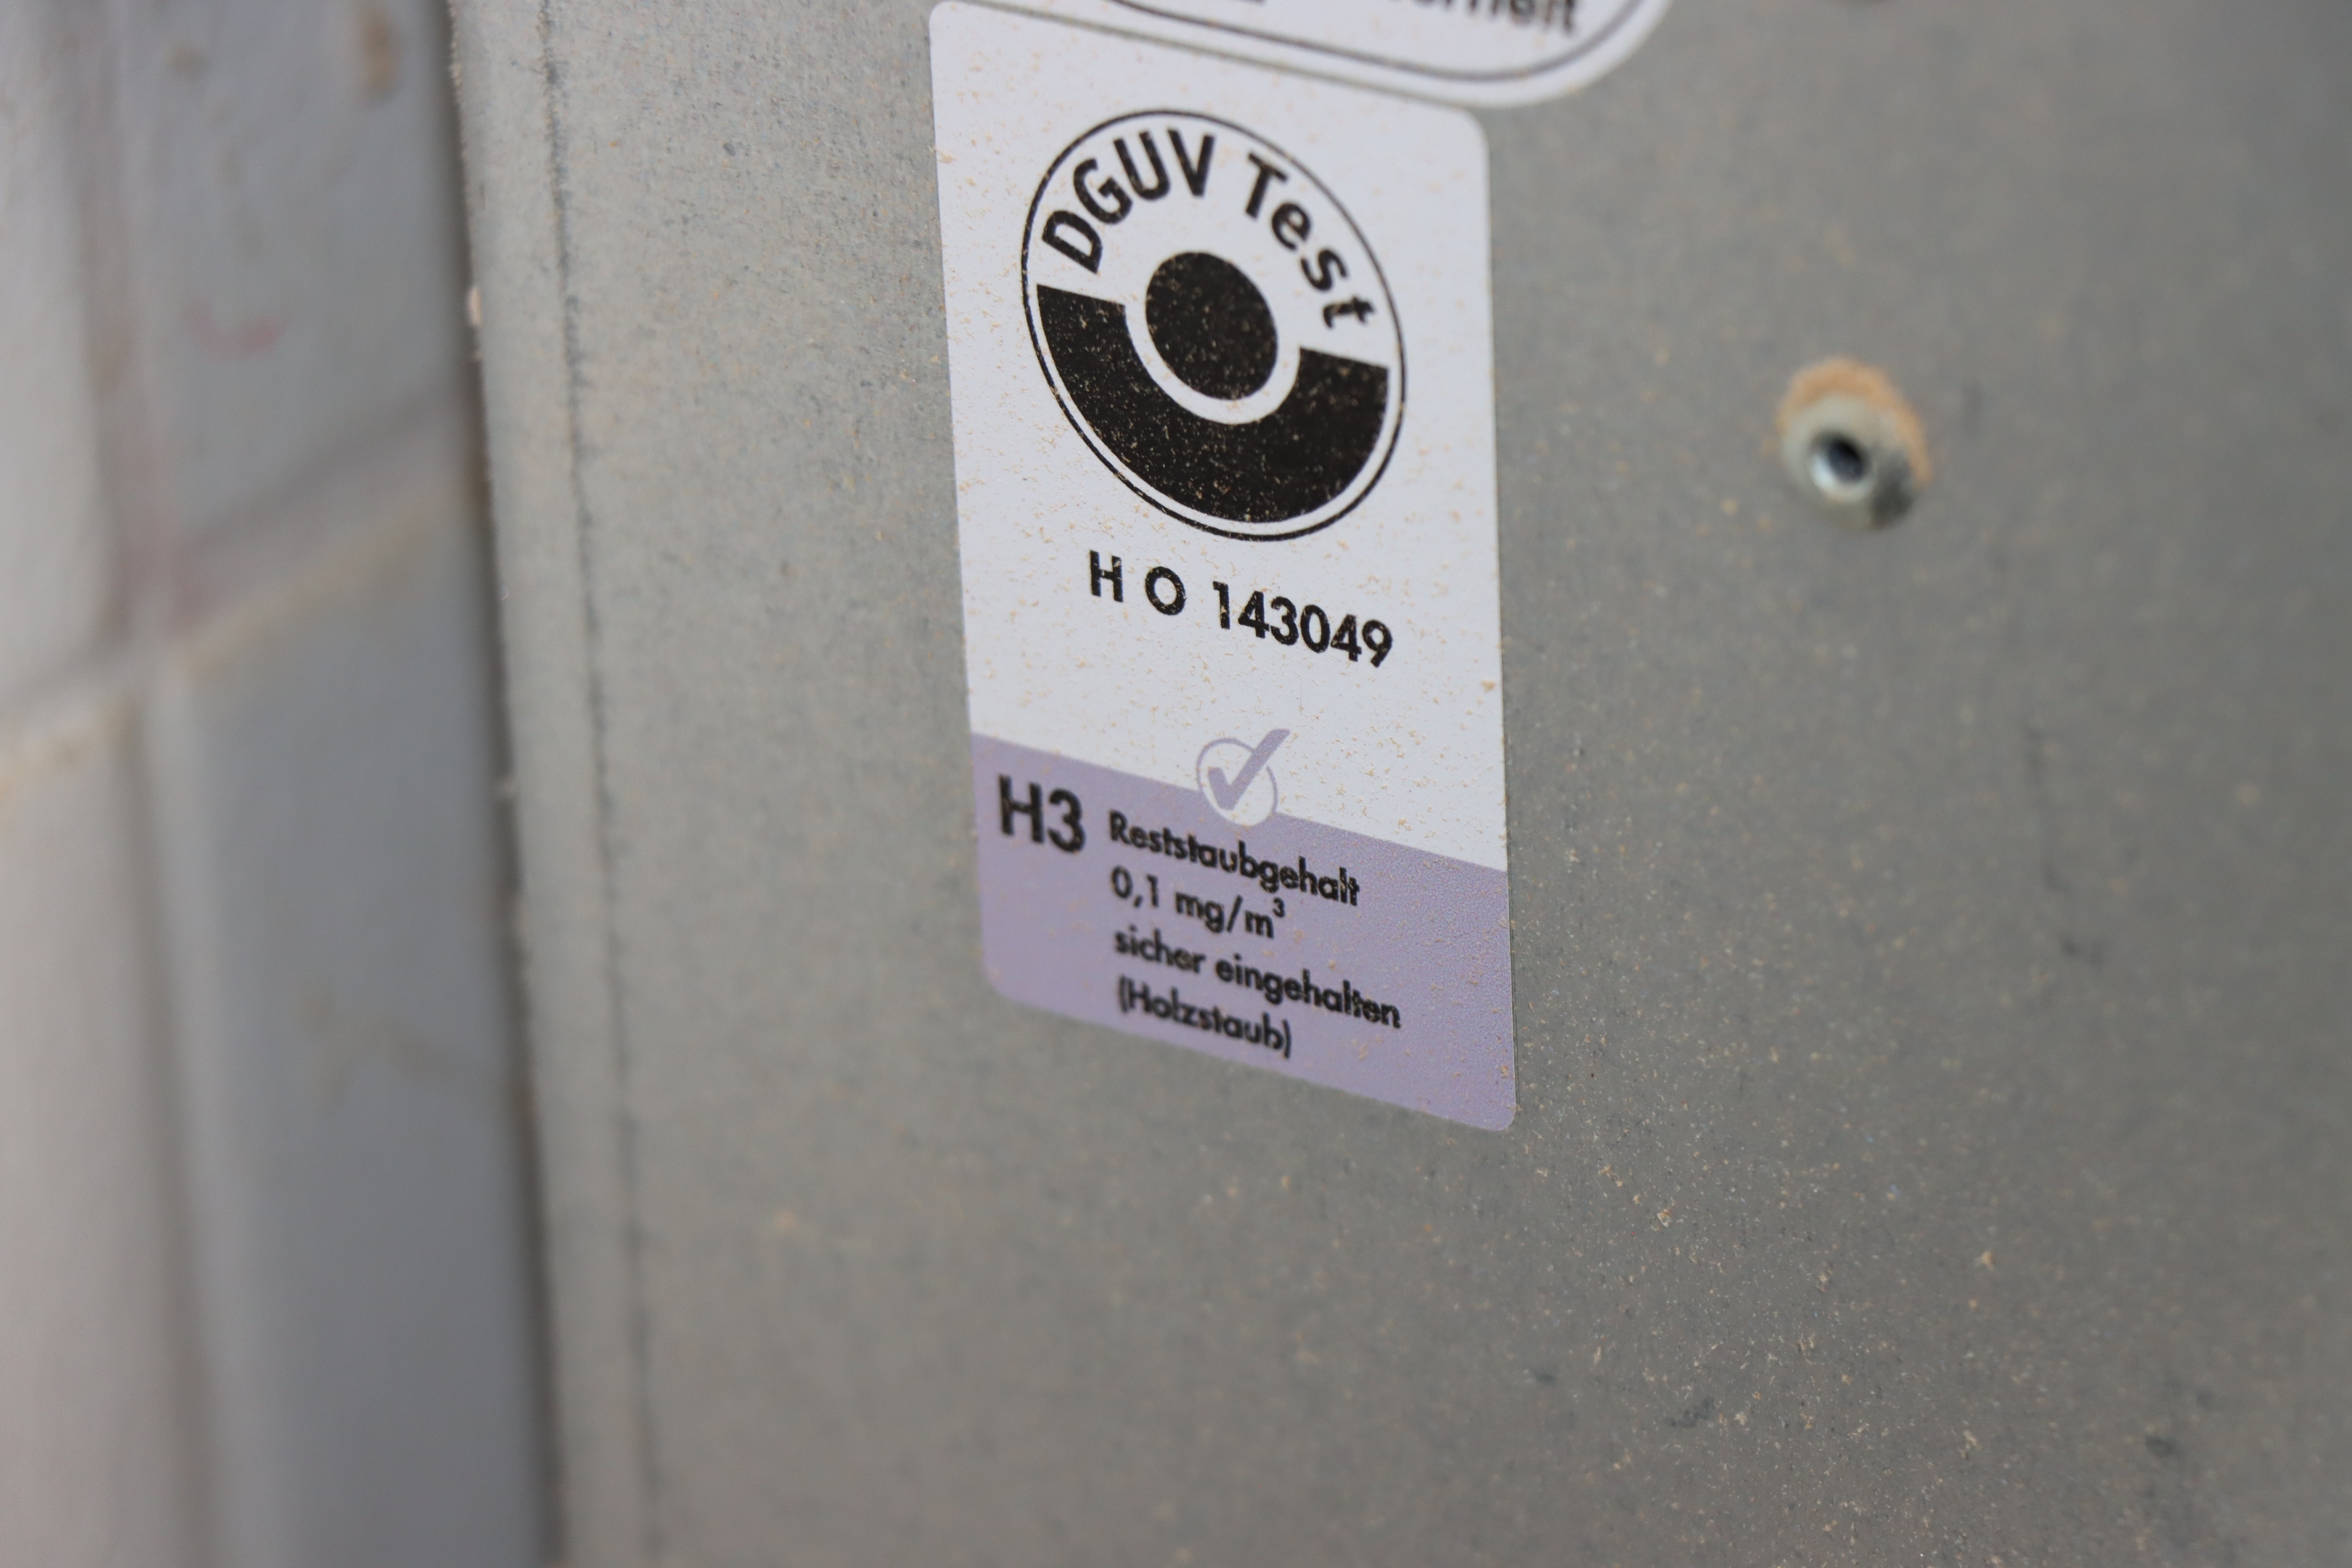 DGUV Test
H O 143049
H3 Reststaubgehalt
0,1 mg/m³
sicher eingehalten
(Holzstaub)